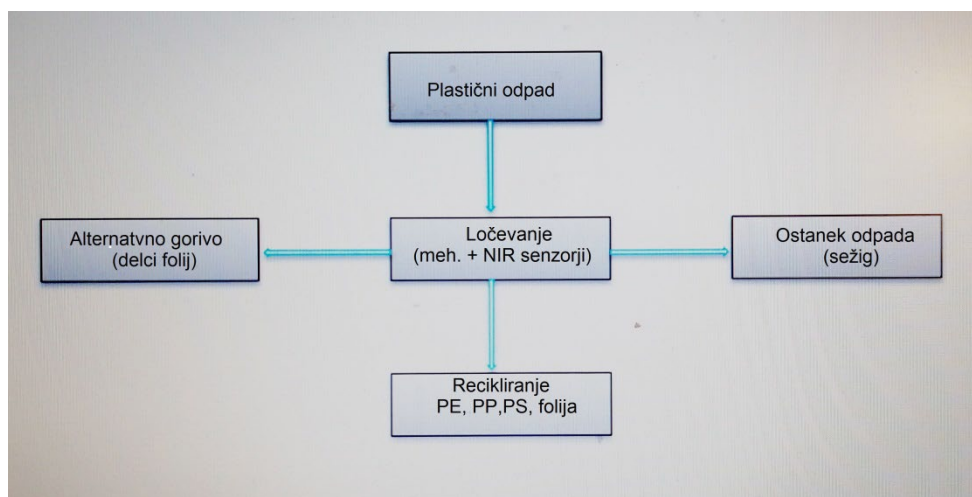 Plastični odpad
Alternatvno gorivo
(delci folij)
Ločevanje
(meh. + NIR senzorji)
Ostanek odpada
(sežig)
Recikliranje
PE, PP,PS, folija